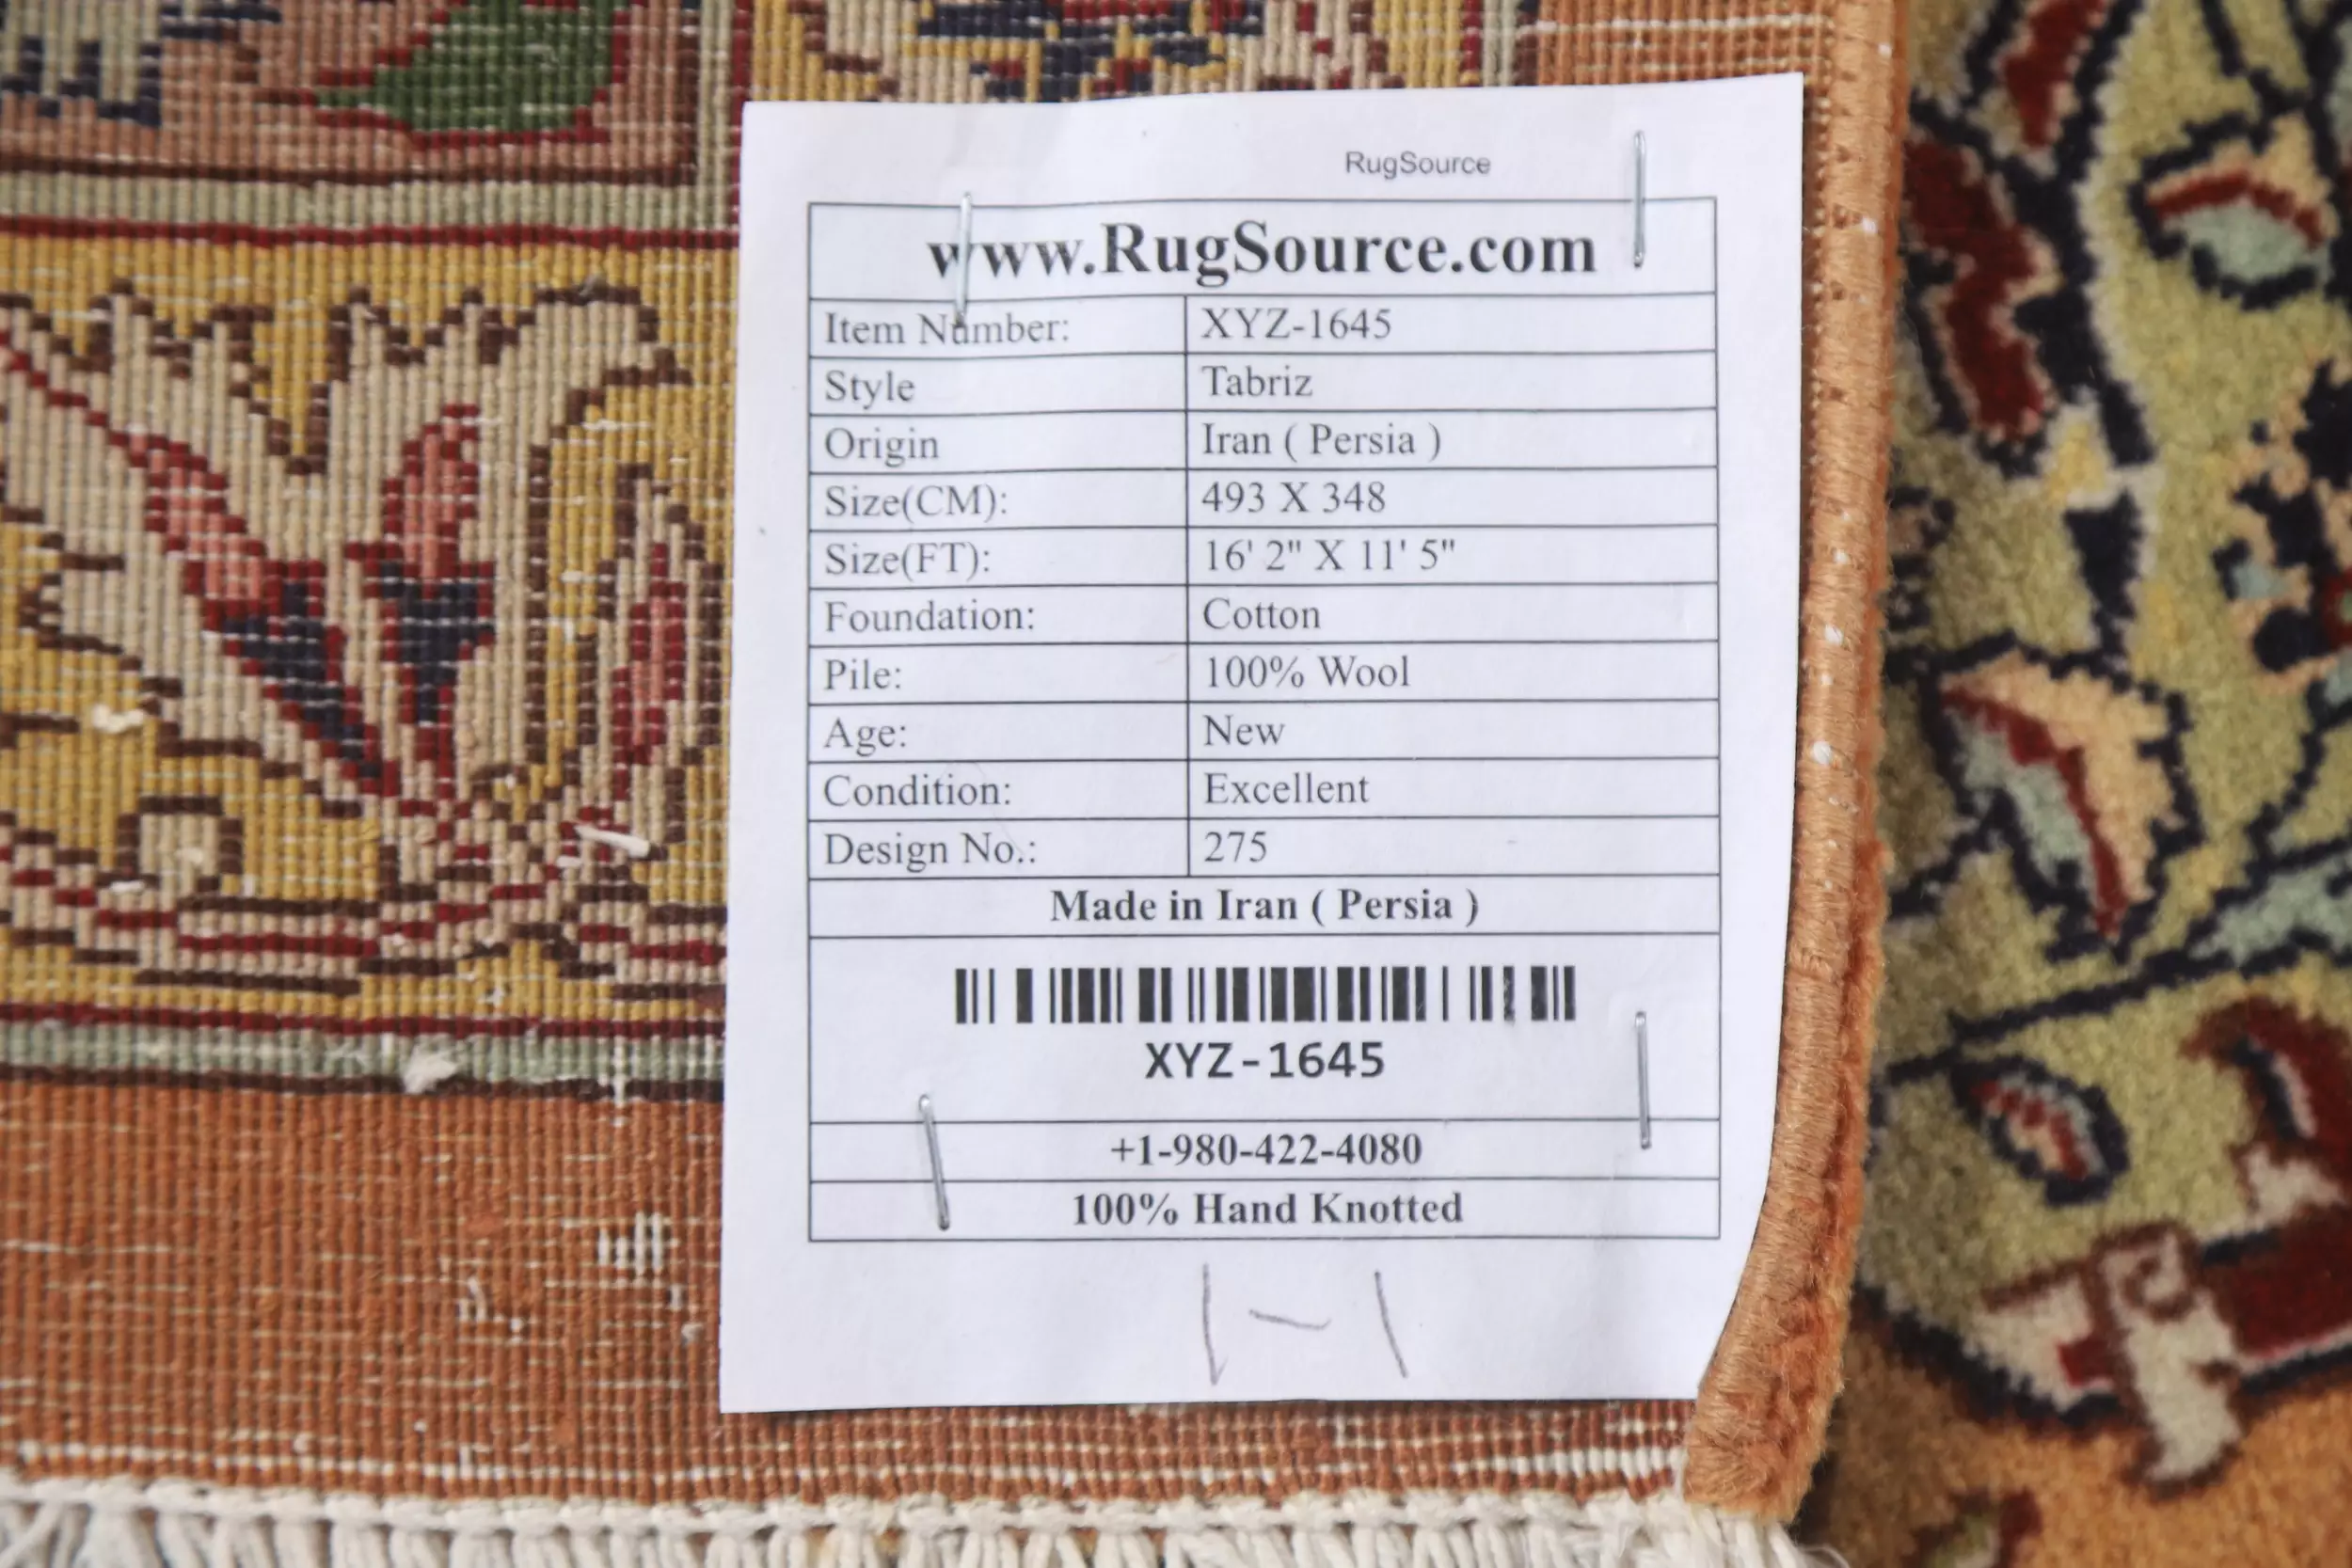 RugSource
www.RugSource.com
Item Number: XYZ-1645
Style Tabriz
Origin Iran ( Persia )
Size(CM): 493 X 348
Size(FT): 16' 2" X 11' 5"
Foundation: Cotton
Pile: 100% Wool
Age: New
Condition: Excellent
Design No.: 275
Made in Iran ( Persia )
XYZ-1645
+1-980-422-4080
100% Hand Knotted
1-1